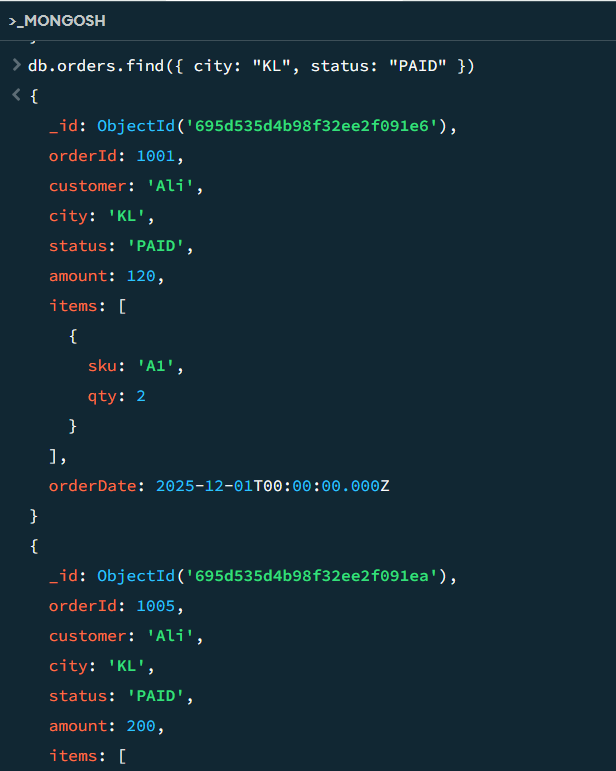 >_MONGOSH
> db.orders.find({ city: "KL", status: "PAID" })
< {
_id: ObjectId('695d535d4b98f32ee2f091e6'),
orderId: 1001,
customer: 'Ali',
city: 'KL',
status: 'PAID',
amount: 120,
items: [
{
sku: 'A1',
qty: 2
}
],
orderDate: 2025-12-01T00:00:00.000Z
}
{
_id: ObjectId('695d535d4b98f32ee2f091ea'),
orderId: 1005,
customer: 'Ali',
city: 'KL',
status: 'PAID',
amount: 200,
items: [